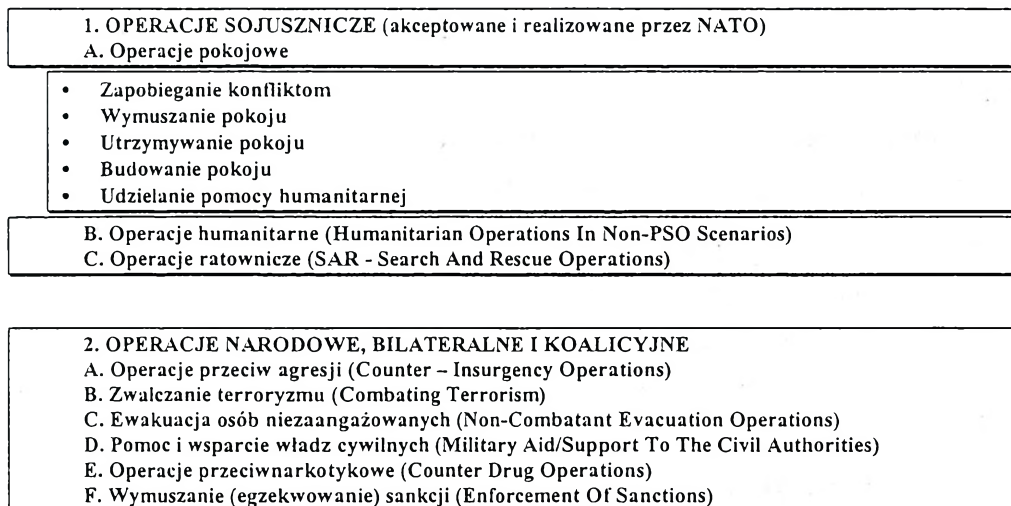 1. OPERACJE SOJUSZNICZE (akceptowane i realizowane przez NATO)
A. Operacje pokojowe
• Zapobieganie konfliktom
• Wymuszanie pokoju
• Utrzymywanie pokoju
• Budowanie pokoju
• Udzielanie pomocy humanitarnej
B. Operacje humanitarne (Humanitarian Operations In Non-PSO Scenarios)
C. Operacje ratownicze (SAR - Search And Rescue Operations)
2. OPERACJE NARODOWE, BILATERALNE I KOALICYJNE
A. Operacje przeciw agresji (Counter – Insurgency Operations)
B. Zwalczanie terroryzmu (Combating Terrorism)
C. Ewakuacja osób niezaangażowanych (Non-Combatant Evacuation Operations)
D. Pomoc i wsparcie władz cywilnych (Military Aid/Support To The Civil Authorities)
E. Operacje przeciwnarkotykowe (Counter Drug Operations)
F. Wymuszanie (egzekwowanie) sankcji (Enforcement Of Sanctions)